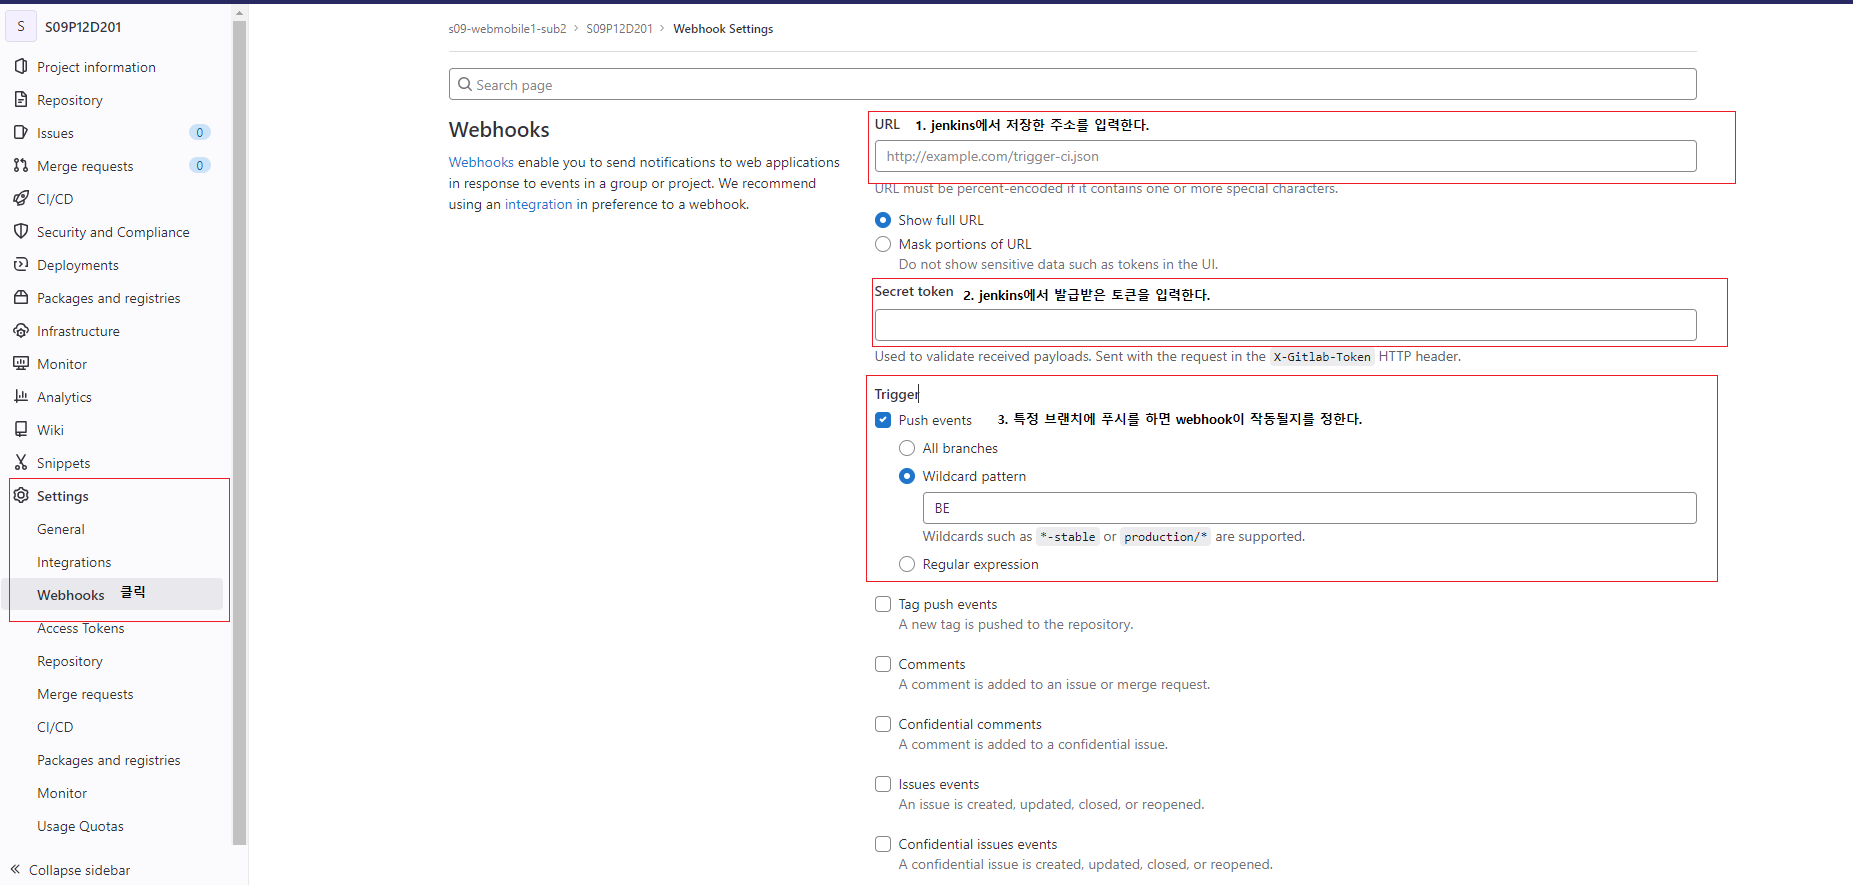 S S09P12D201
Project information
Repository
Issues 0
Merge requests 0
CI/CD
Security and Compliance
Deployments
Packages and registries
Infrastructure
Monitor
Analytics
Wiki
Snippets
Settings
General
Integrations
Webhooks 클릭
Access Tokens
Repository
Merge requests
CI/CD
Packages and registries
Monitor
Usage Quotas
« Collapse sidebar
s09-webmobile1-sub2 > S09P12D201 > Webhook Settings
Search page
Webhooks
Webhooks enable you to send notifications to web applications
in response to events in a group or project. We recommend
using an integration in preference to a webhook.
URL 1. jenkins에서 저장한 주소를 입력한다.
http://example.com/trigger-ci.json
URL must be percent-encoded if it contains one or more special characters.
Show full URL
Mask portions of URL
Do not show sensitive data such as tokens in the UI.
Secret token 2. jenkins에서 발급받은 토큰을 입력한다.
Used to validate received payloads. Sent with the request in the X-Gitlab-Token HTTP header.
Trigger
Push events 3. 특정 브랜치에 푸시를 하면 webhook이 작동될지를 정한다.
All branches
Wildcard pattern
BE
Wildcards such as *-stable or production/* are supported.
Regular expression
Tag push events
A new tag is pushed to the repository.
Comments
A comment is added to an issue or merge request.
Confidential comments
A comment is added to a confidential issue.
Issues events
An issue is created, updated, closed, or reopened.
Confidential issues events
A confidential issue is created, updated, closed, or reopened.